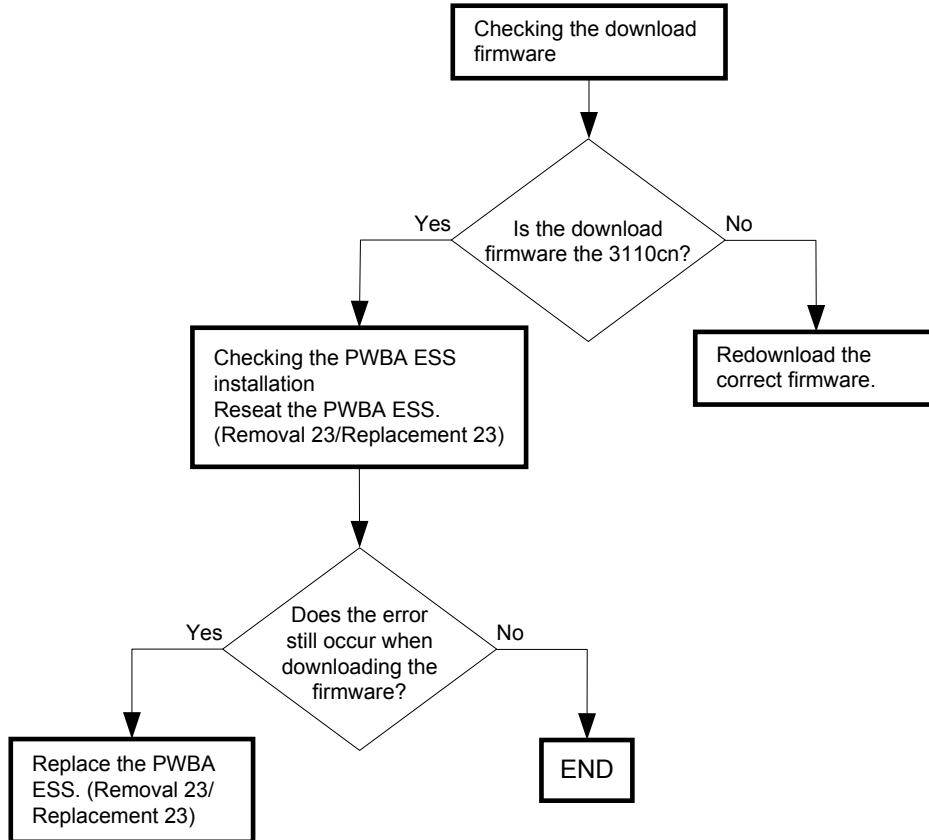 Checking the download
firmware
Yes
Is the download
firmware the 3110cn?
No
Checking the PWBA ESS
installation
Reseat the PWBA ESS.
(Removal 23/Replacement 23)
Redownload the
correct firmware.
Yes
Does the error
still occur when
downloading the
firmware?
No
Replace the PWBA
ESS. (Removal 23/
Replacement 23)
END